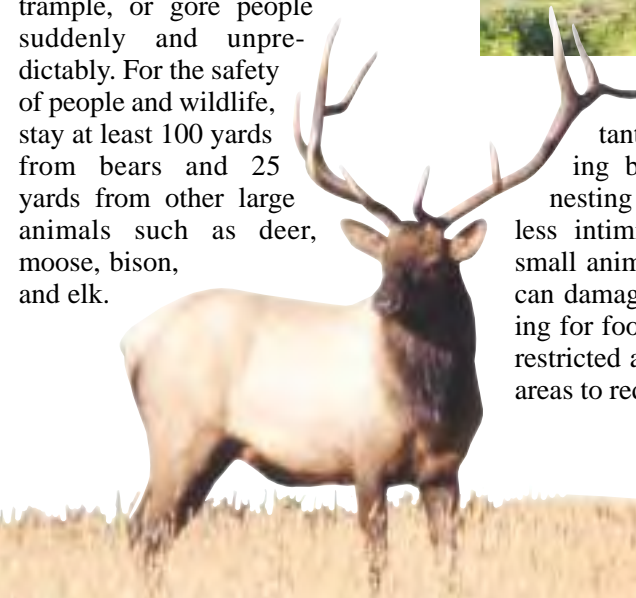 trample, or gore people
suddenly and unpre-
dictably. For the safety
of people and wildlife,
stay at least 100 yards
from bears and 25
yards from other large
animals such as deer,
moose, bison,
and elk.
tant
ing b
nesting
less intim
small anim
can damag
ing for foo
restricted a
areas to re